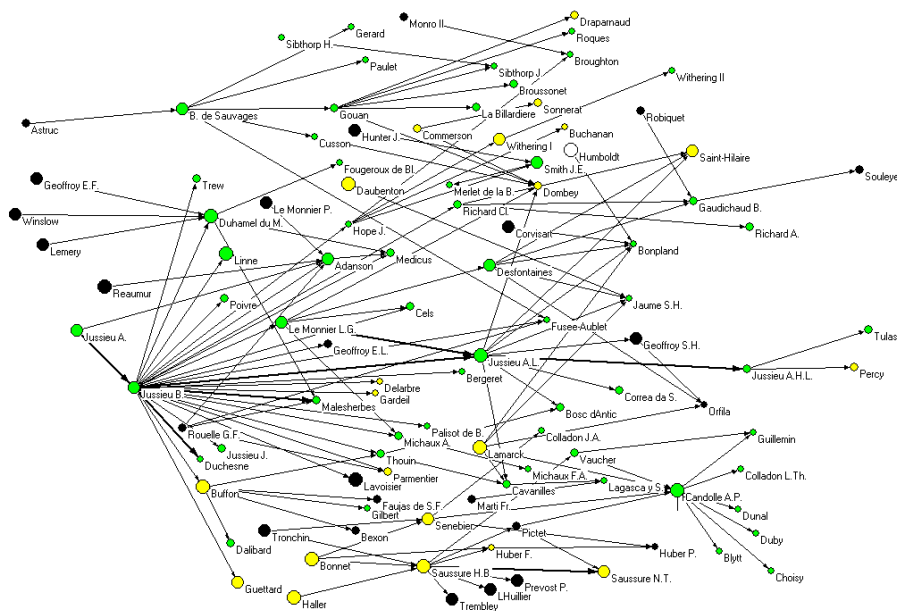 Draparnaud
Monro II
Gerard
Roques
Sibthorp H.
Broughton
Paulet
Sibthorp J.
Withering II
Broussonet
B. de Sauvages
Gouan
La Billardiere
Sonnerat
Robiquet
Astruc
Hunter J.
Commerson
Buchanan
Cusson
Withering I
Humboldt
Saint-Hilaire
Fougeroux de Bl.
Smith J.E.
Souleye
Geoffroy E.F.
Trew
Daubenton
Merlet de la B.
Dombey
Le Monnier P.
Richard Cl.
Gaudichaud B.
Winslow
Duhamel du M.
Hope J.
Corvisart
Richard A.
Lemery
Linne
Adanson
Medicus
Bonpland
Desfontaines
Reaumur
Poivre
Cels
Jaume S.H.
Jussieu A.
Le Monnier L.G.
Fusee-Aublet
Geoffroy E.L.
Geoffroy S.H.
Tulas
Jussieu A.L.
Bergeret
Jussieu A.H.L.
Percy
Jussieu B.
Delarbre
Gardeil
Correa da S.
Malesherbes
Bosc dAntic
Orfila
Rouelle G.F.
Palisot de B.
Colladon J.A.
Guillemin
Jussieu J.
Michaux A.
Lamarck
Vaucher
Duchesne
Thouin
Parmentier
Michaux F.A.
Colladon L.Th.
Buffon
Lavoisier
Cavanilles
Lagasca y S.
Candolle A.P.
Faujas de S.F.
Marti Fr.
Dunal
Gilbert
Senebier
Pictet
Duby
Tronchin
Bexon
Dalibard
Huber F.
Huber P.
Blytt
Bonnet
Saussure H.B.
Saussure N.T.
Choisy
Guettard
Prevost P.
LHuillier
Haller
Trembley